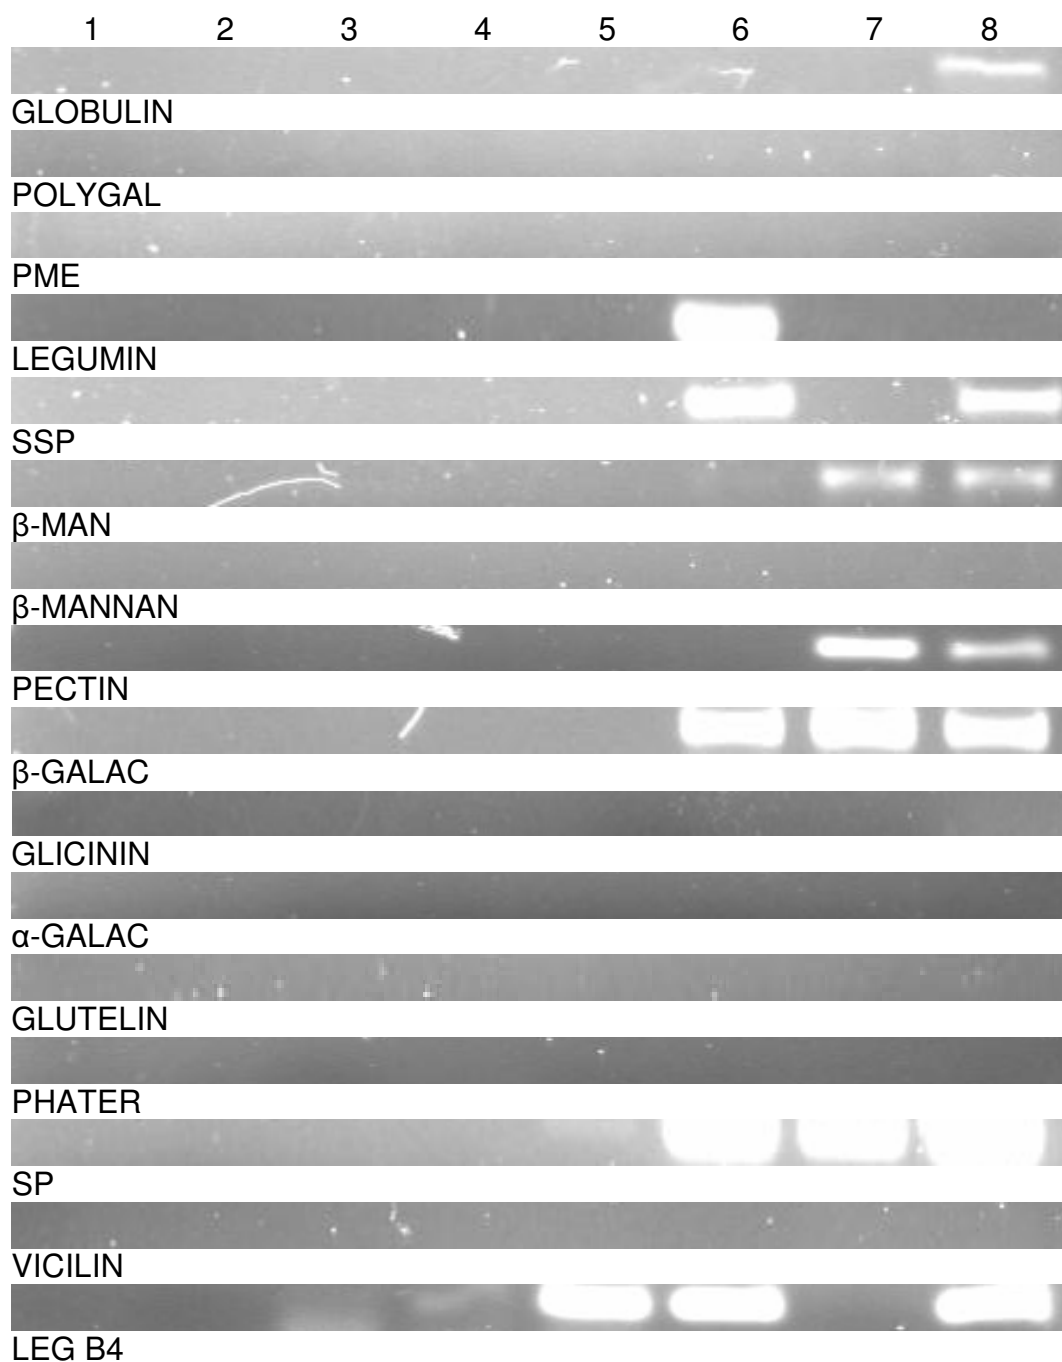 1 2 3 4 5 6 7 8
GLOBULIN
POLYGAL
PME
LEGUMIN
SSP
β-MAN
β-MANNAN
PECTIN
β-GALAC
GLICININ
α-GALAC
GLUTELIN
PHATER
SP
VICILIN
LEG B4